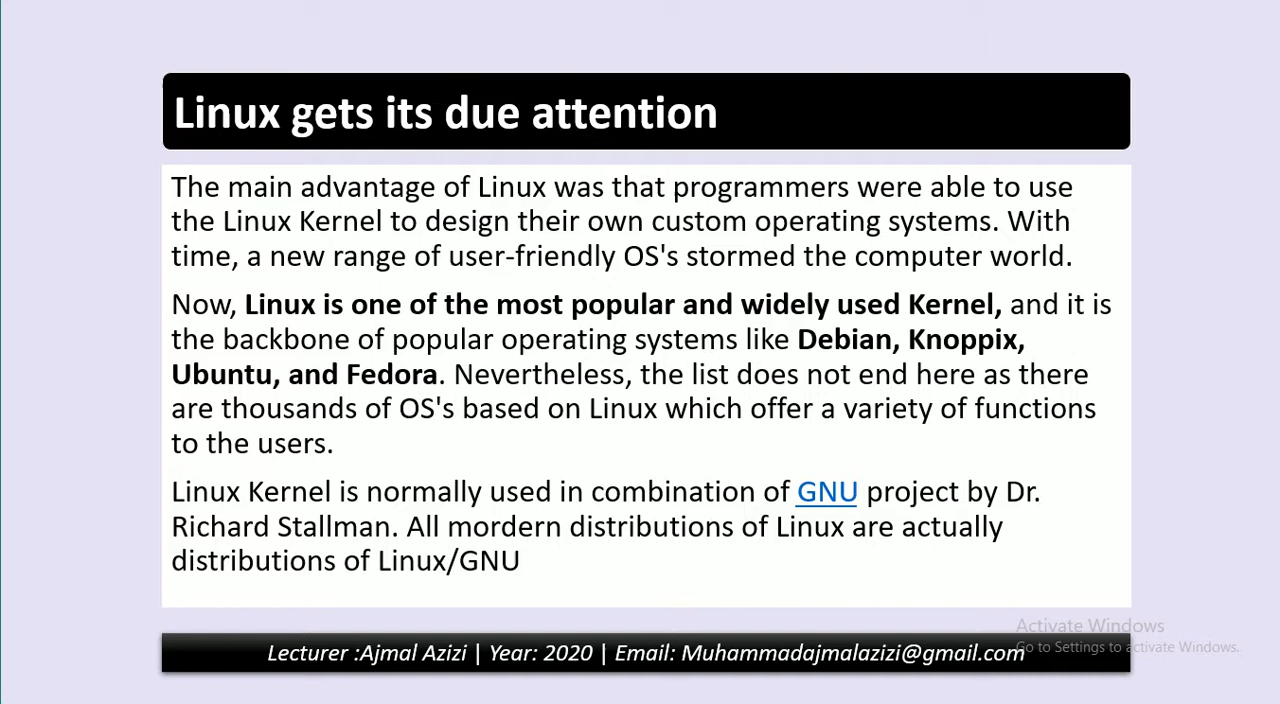 Linux gets its due attention
The main advantage of Linux was that programmers were able to use
the Linux Kernel to design their own custom operating systems. With
time, a new range of user-friendly OS's stormed the computer world.
Now, Linux is one of the most popular and widely used Kernel, and it is
the backbone of popular operating systems like Debian, Knoppix,
Ubuntu, and Fedora. Nevertheless, the list does not end here as there
are thousands of OS's based on Linux which offer a variety of functions
to the users.
Linux Kernel is normally used in combination of GNU project by Dr.
Richard Stallman. All mordern distributions of Linux are actually
distributions of Linux/GNU
Activate Windows
Go to Settings to activate Windows.
Lecturer :Ajmal Azizi | Year: 2020 | Email: Muhammadajmalazizi@gmail.com